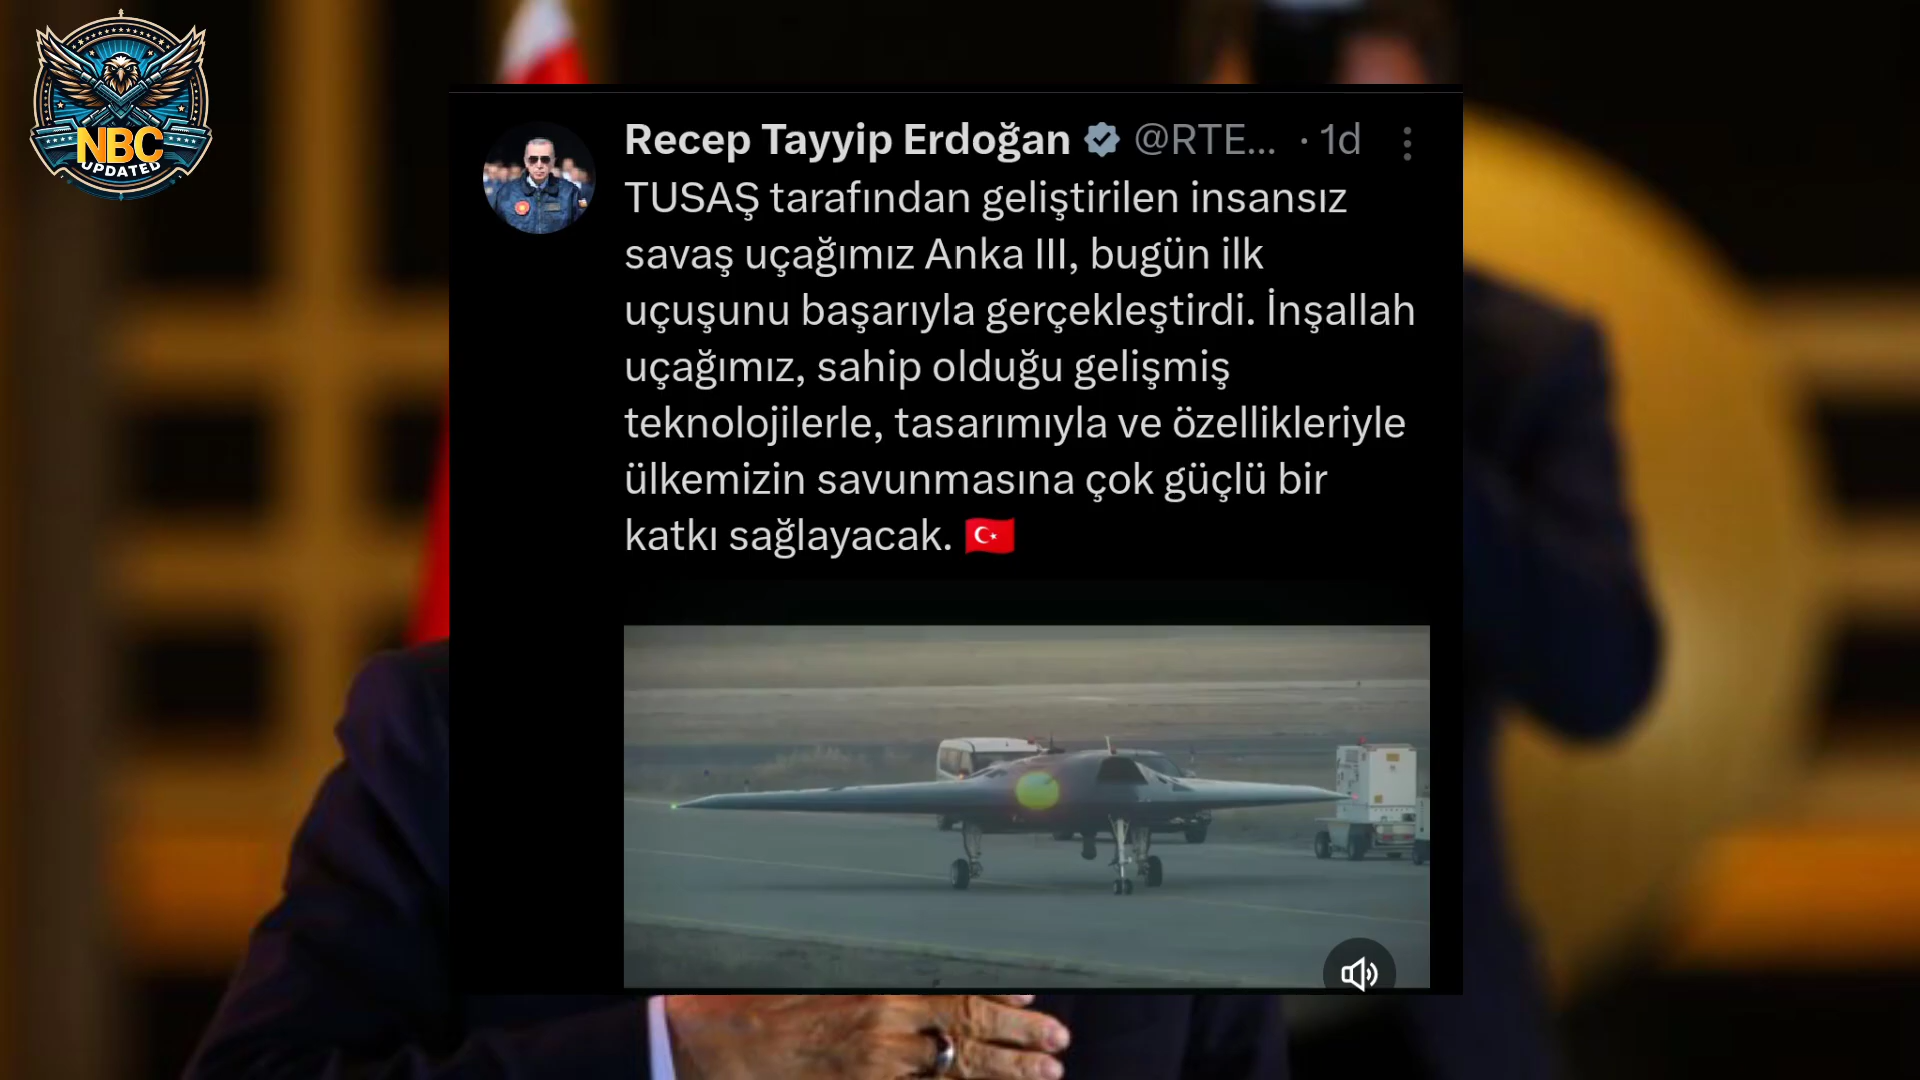 NBC
UPDATED
Recep Tayyip Erdoğan @RTE... · 1d
TUSAŞ tarafından geliştirilen insansız
savaş uçağımız Anka III, bugün ilk
uçuşunu başarıyla gerçekleştirdi. İnşallah
uçağımız, sahip olduğu gelişmiş
teknolojilerle, tasarımıyla ve özellikleriyle
ülkemizin savunmasına çok güçlü bir
katkı sağlayacak. 🇹🇷